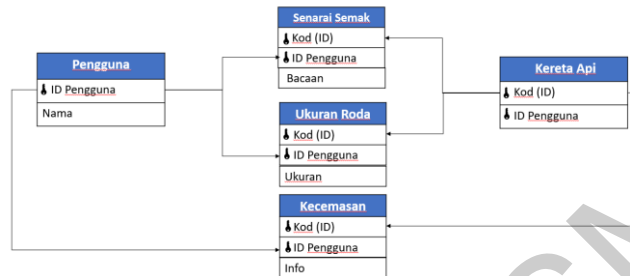 Pengguna
ID Pengguna
Nama
Senarai Semak
Kod (ID)
ID Pengguna
Bacaan
Ukuran Roda
Kod (ID)
ID Pengguna
Ukuran
Kecemasan
Kod (ID)
ID Pengguna
Info
Kereta Api
Kod (ID)
ID Pengguna